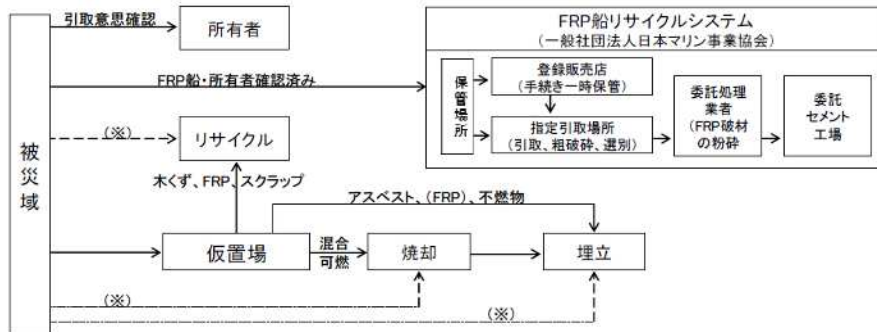 引取意思確認
所有者
FRP船リサイクルシステム
(一般社団法人日本マリン事業協会)
FRP船・所有者確認済み
保管場所
登録販売店
(手続き一時保管)
指定引取場所
(引取、粗破砕、選別)
委託処理
業者
(FRP破材
の粉砕)
委託
セメント
工場
被災域
(※)
リサイクル
木くず、FRP、スクラップ
アスベスト、(FRP)、不燃物
仮置場
混合
可燃
焼却
埋立
(※)
(※)